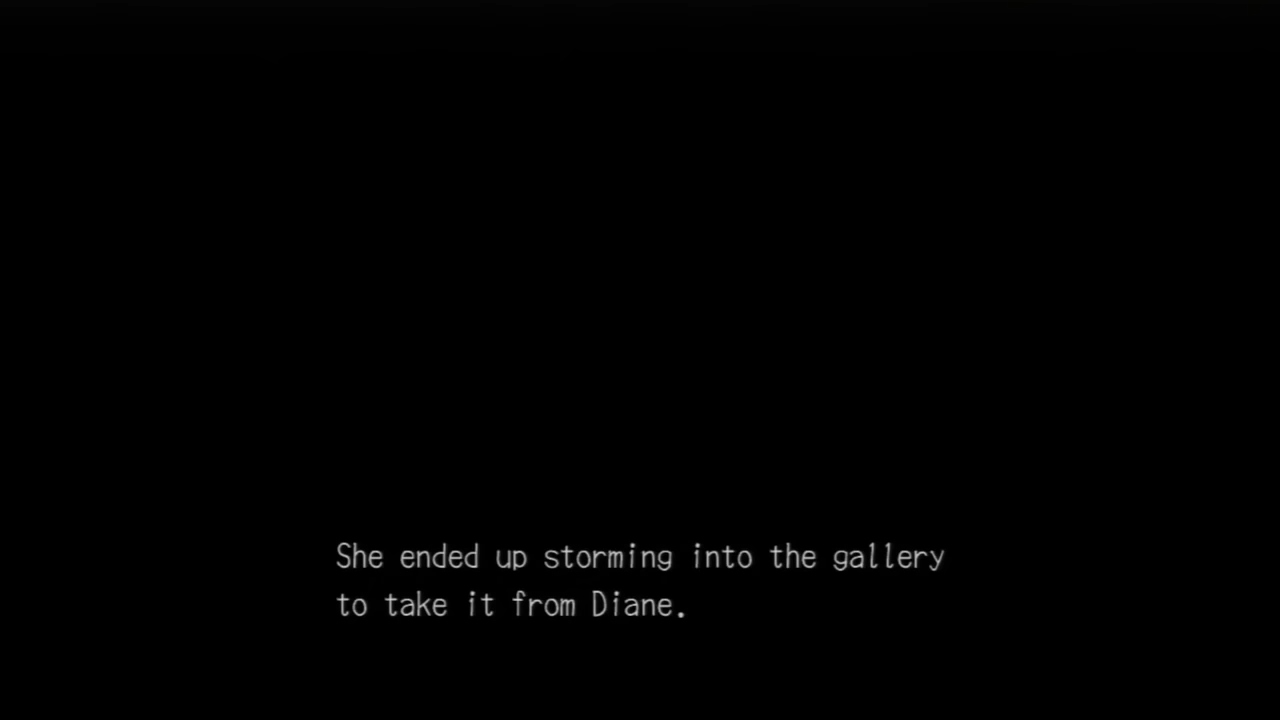 She ended up storming into the gallery
to take it from Diane.